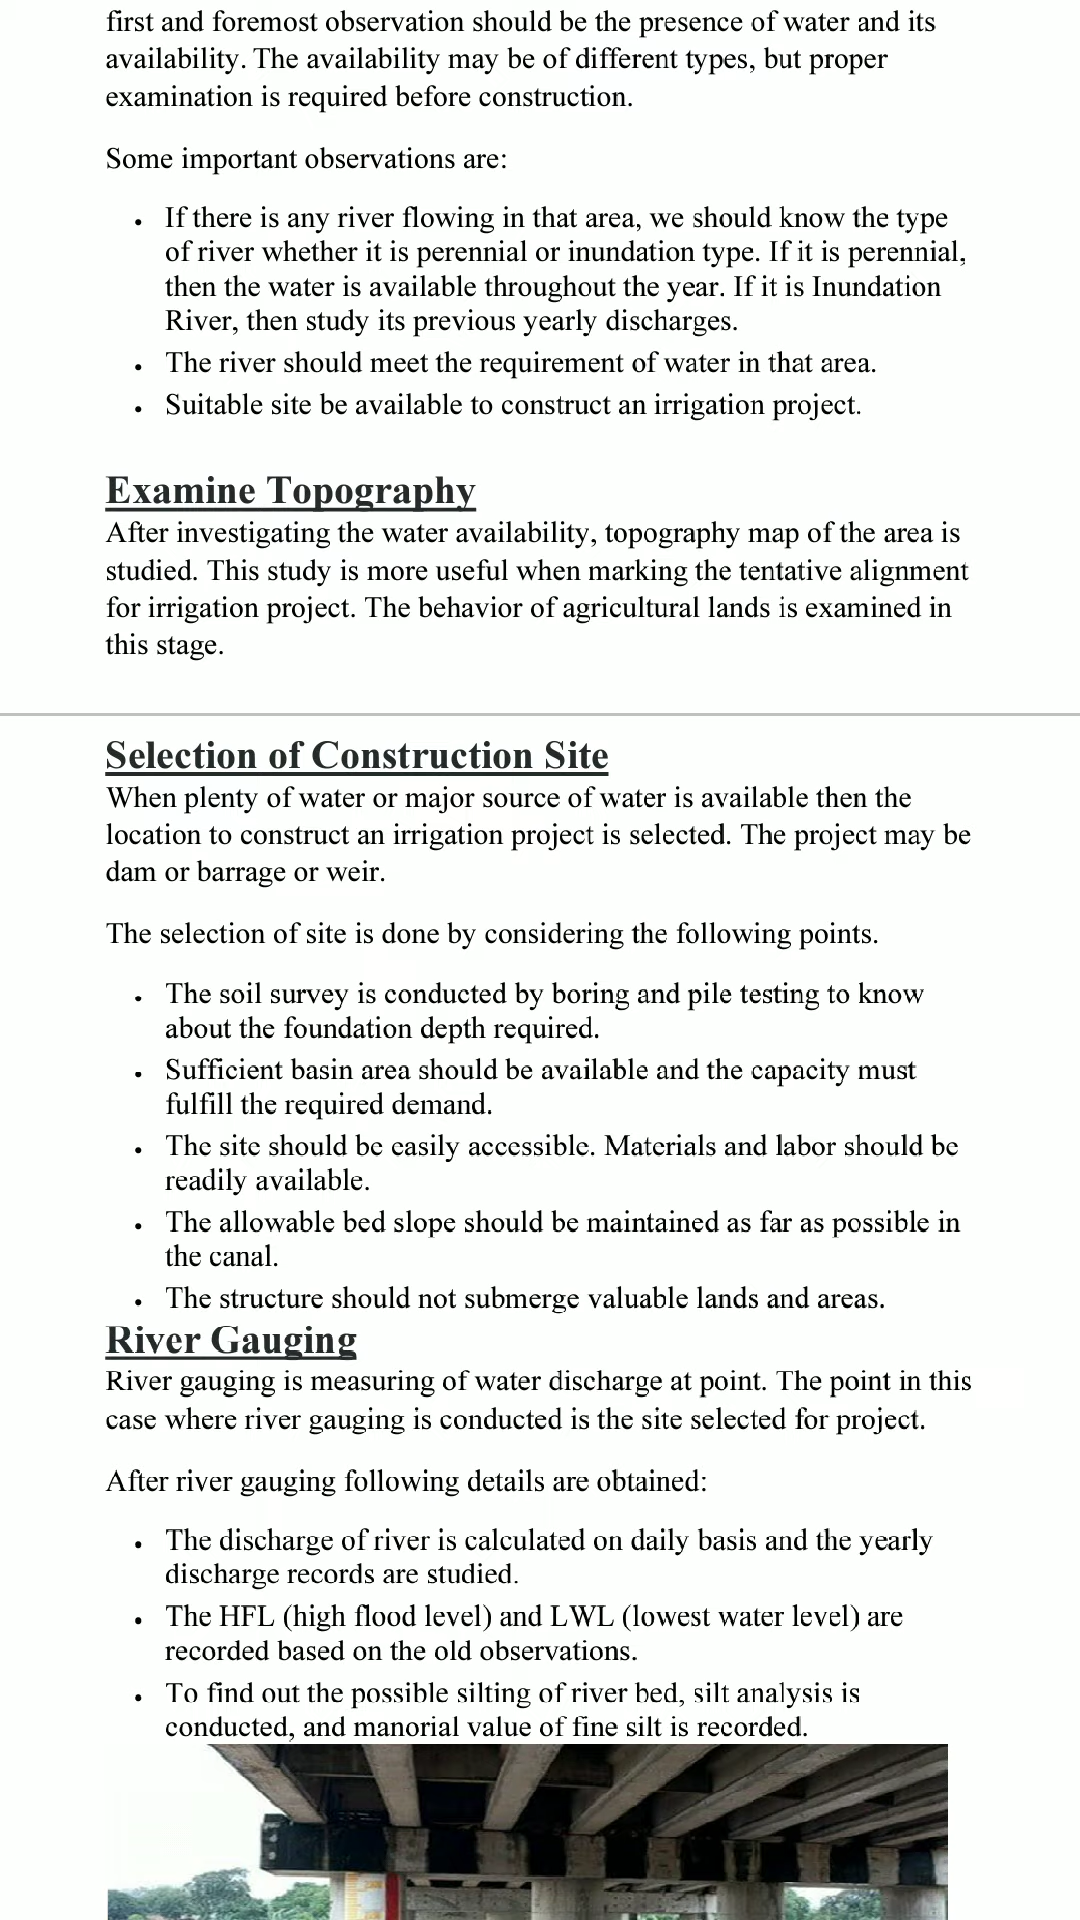 first and foremost observation should be the presence of water and its
availability. The availability may be of different types, but proper
examination is required before construction.
Some important observations are:
• If there is any river flowing in that area, we should know the type
of river whether it is perennial or inundation type. If it is perennial,
then the water is available throughout the year. If it is Inundation
River, then study its previous yearly discharges.
• The river should meet the requirement of water in that area.
• Suitable site be available to construct an irrigation project.
Examine Topography
After investigating the water availability, topography map of the area is
studied. This study is more useful when marking the tentative alignment
for irrigation project. The behavior of agricultural lands is examined in
this stage.
Selection of Construction Site
When plenty of water or major source of water is available then the
location to construct an irrigation project is selected. The project may be
dam or barrage or weir.
The selection of site is done by considering the following points.
• The soil survey is conducted by boring and pile testing to know
about the foundation depth required.
• Sufficient basin area should be available and the capacity must
fulfill the required demand.
• The site should be easily accessible. Materials and labor should be
readily available.
• The allowable bed slope should be maintained as far as possible in
the canal.
• The structure should not submerge valuable lands and areas.
River Gauging
River gauging is measuring of water discharge at point. The point in this
case where river gauging is conducted is the site selected for project.
After river gauging following details are obtained:
• The discharge of river is calculated on daily basis and the yearly
discharge records are studied.
• The HFL (high flood level) and LWL (lowest water level) are
recorded based on the old observations.
• To find out the possible silting of river bed, silt analysis is
conducted, and manorial value of fine silt is recorded.